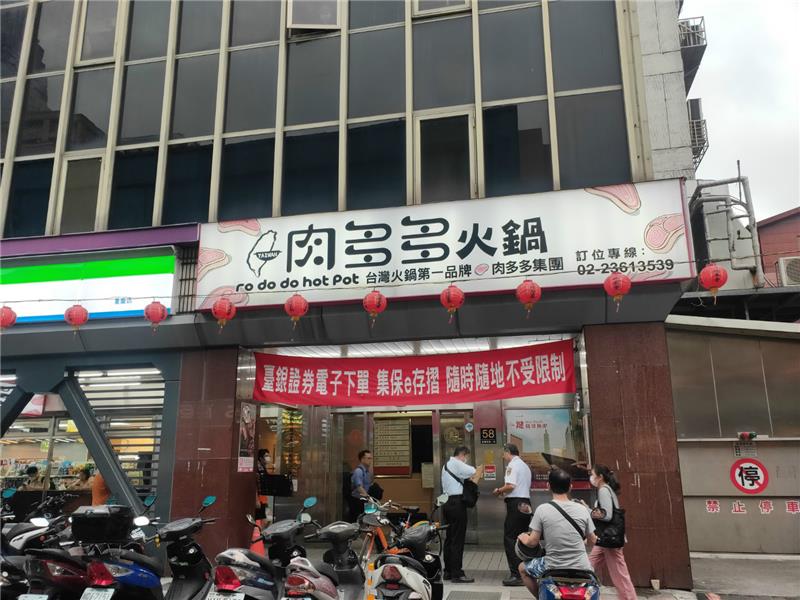 肉多多火鍋
TAIWAN
ro do do hot pot 台灣火鍋第一品牌 肉多多集團
訂位專線：
02-23613539
臺銀證券電子下單 集保e存摺 隨時隨地不受限制
58
停
禁止停車